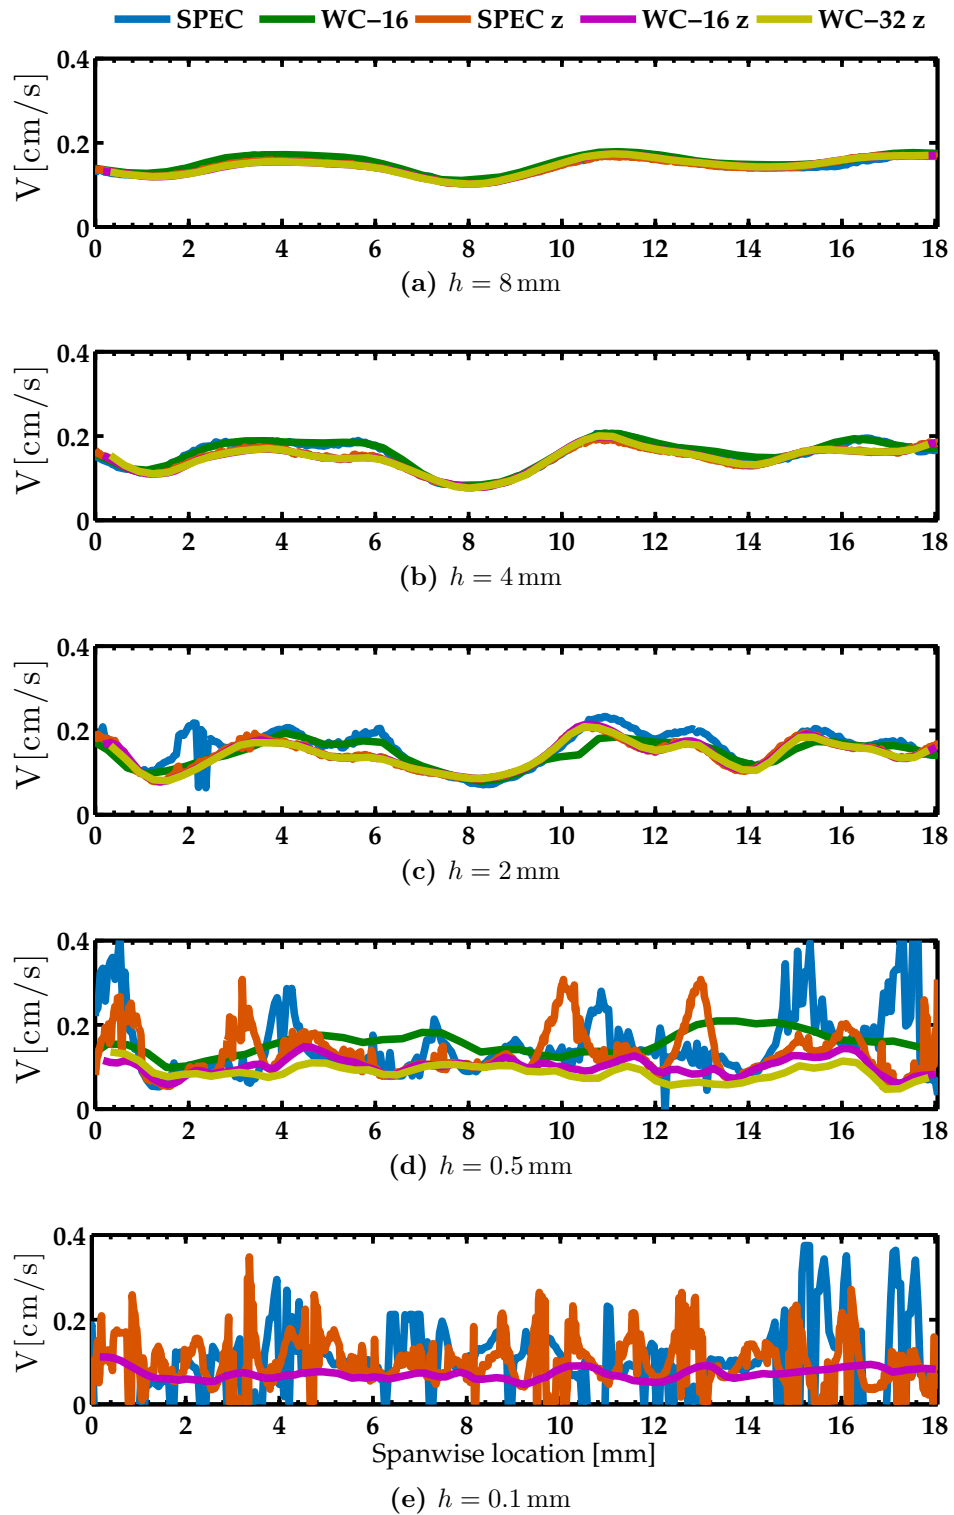 SPEC WC-16 SPEC z WC-16 z WC-32 z
V [cm/s]
0.4
0.2
0
0 2 4 6 8 10 12 14 16 18
(a) h = 8 mm
V [cm/s]
0.4
0.2
0
0 2 4 6 8 10 12 14 16 18
(b) h = 4 mm
V [cm/s]
0.4
0.2
0
0 2 4 6 8 10 12 14 16 18
(c) h = 2 mm
V [cm/s]
0.4
0.2
0
0 2 4 6 8 10 12 14 16 18
(d) h = 0.5 mm
V [cm/s]
0.4
0.2
0
0 2 4 6 8 10 12 14 16 18
Spanwise location [mm]
(e) h = 0.1 mm